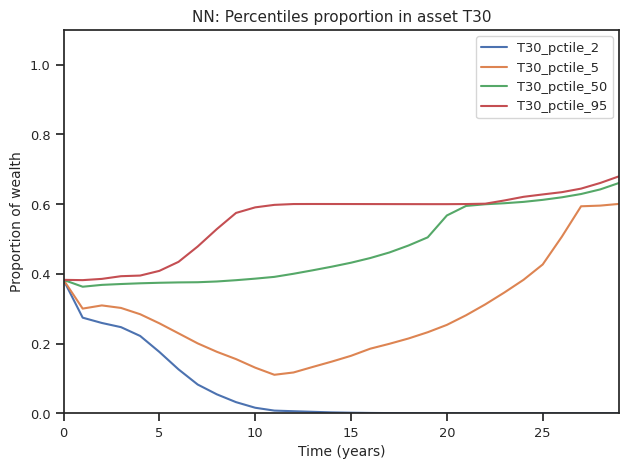 NN: Percentiles proportion in asset T30
T30_pctile_2
T30_pctile_5
T30_pctile_50
T30_pctile_95
Proportion of wealth
1.0
0.8
0.6
0.4
0.2
0.0
0 5 10 15 20 25
Time (years)